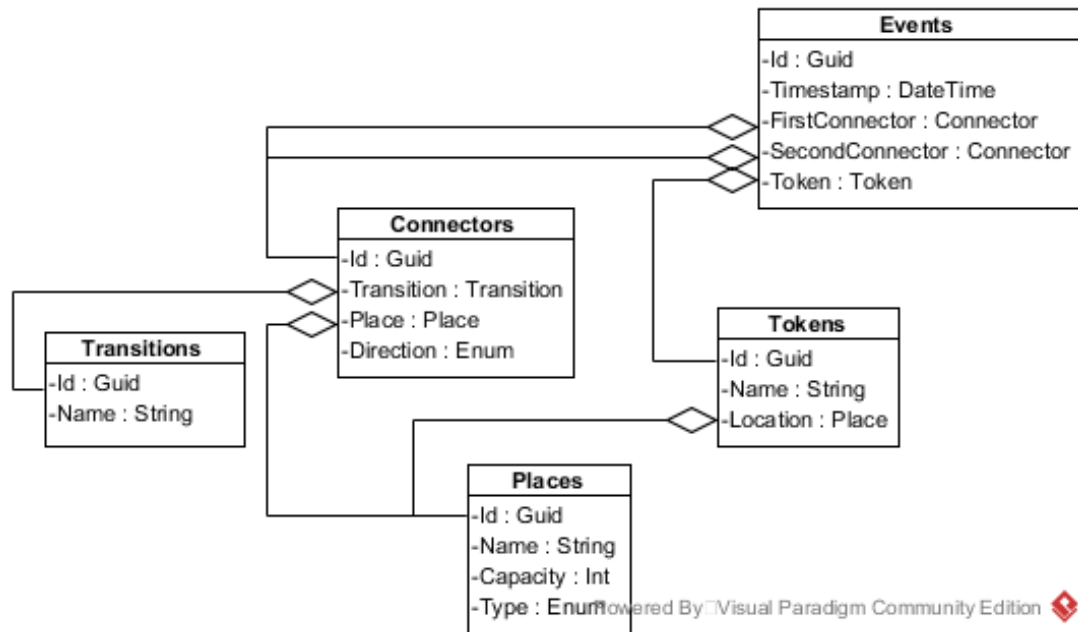 Events
-Id : Guid
-Timestamp : DateTime
-FirstConnector : Connector
-SecondConnector : Connector
-Token : Token
Connectors
-Id : Guid
-Transition : Transition
-Place : Place
-Direction : Enum
Transitions
-Id : Guid
-Name : String
Tokens
-Id : Guid
-Name : String
-Location : Place
Places
-Id : Guid
-Name : String
-Capacity : Int
-Type : Enum
Powered By Visual Paradigm Community Edition